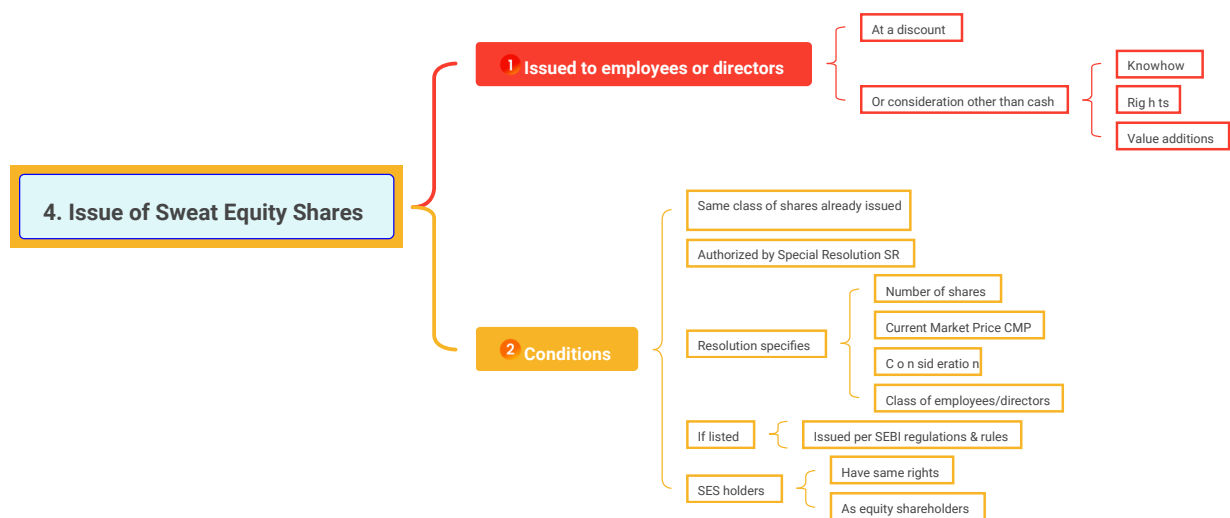 4. Issue of Sweat Equity Shares
1 Issued to employees or directors
At a discount
Or consideration other than cash
Knowhow
Rig h ts
Value additions
2 Conditions
Same class of shares already issued
Authorized by Special Resolution SR
Resolution specifies
Number of shares
Current Market Price CMP
C o n sid eratio n
Class of employees/directors
If listed
Issued per SEBI regulations & rules
SES holders
Have same rights
As equity shareholders